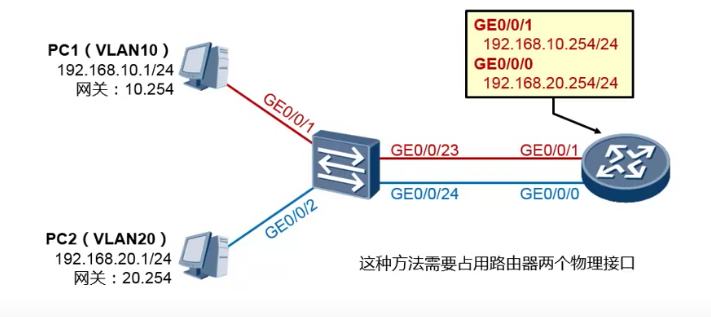 PC1（VLAN10）
192.168.10.1/24
网关：10.254
GE0/0/1
GE0/0/1
192.168.10.254/24
GE0/0/0
192.168.20.254/24
GE0/0/23
GE0/0/1
GE0/0/24
GE0/0/0
GE0/0/2
PC2（VLAN20）
192.168.20.1/24
网关：20.254
这种方法需要占用路由器两个物理接口